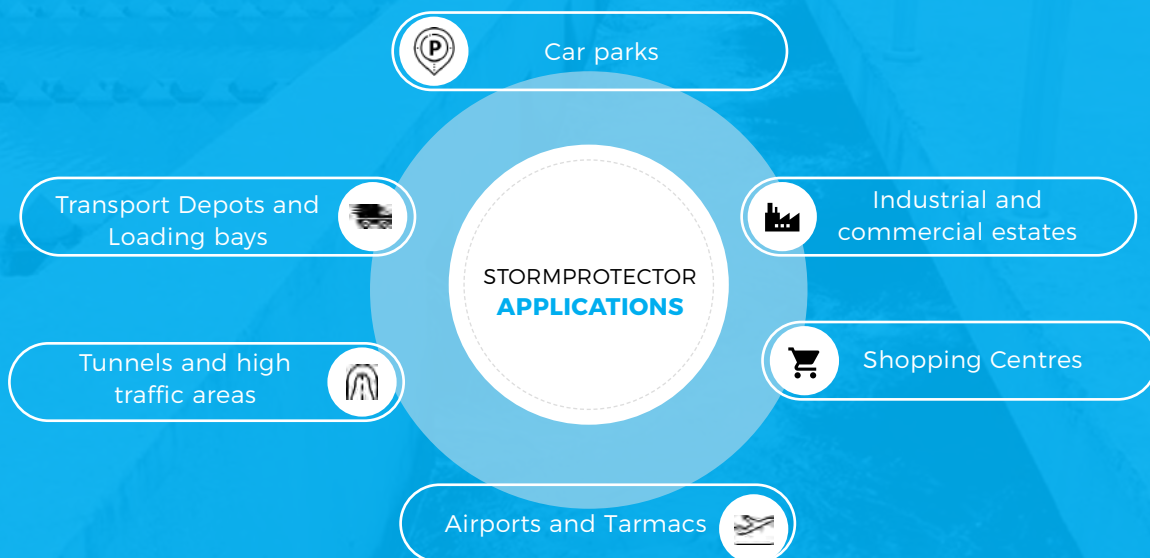 P
Car parks
Transport Depots and
Loading bays
Industrial and
commercial estates
STORMPROTECTOR
APPLICATIONS
Tunnels and high
traffic areas
Shopping Centres
Airports and Tarmacs